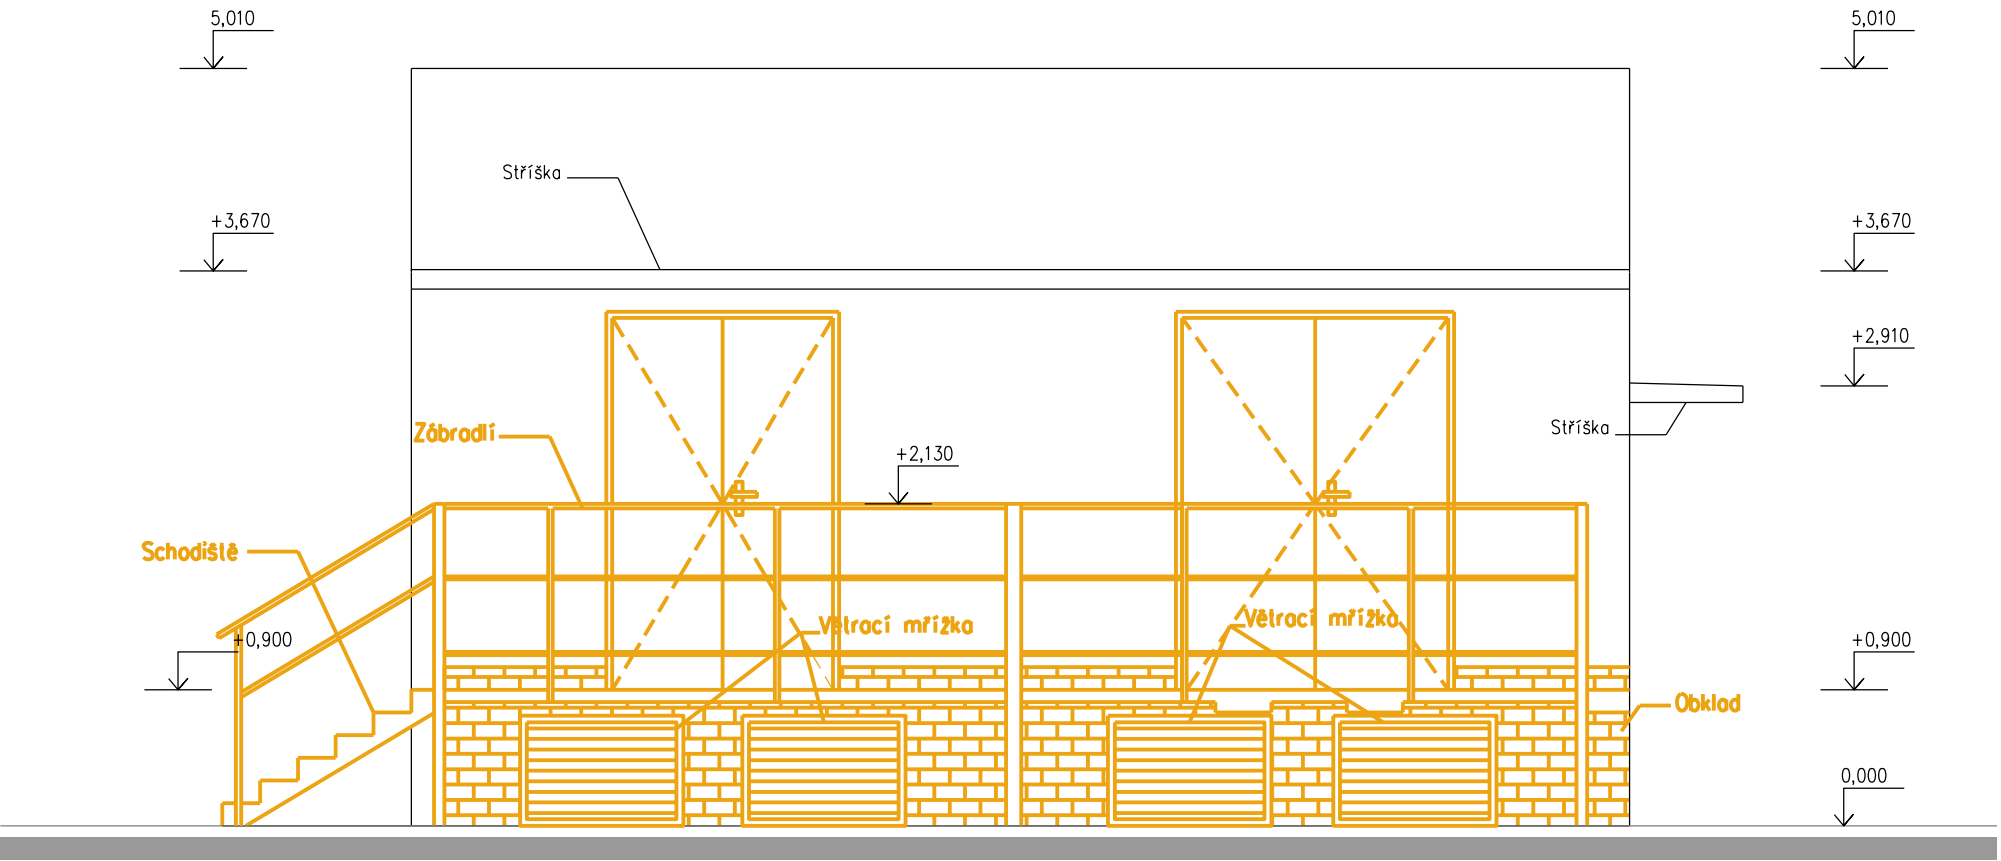 5,010
5,010
Stříška
+3,670
+3,670
+2,910
Zábradlí
Stříška
+2,130
Schodiště
Větrací mřížka
Větrací mřížka
+0,900
+0,900
Obklad
0,000